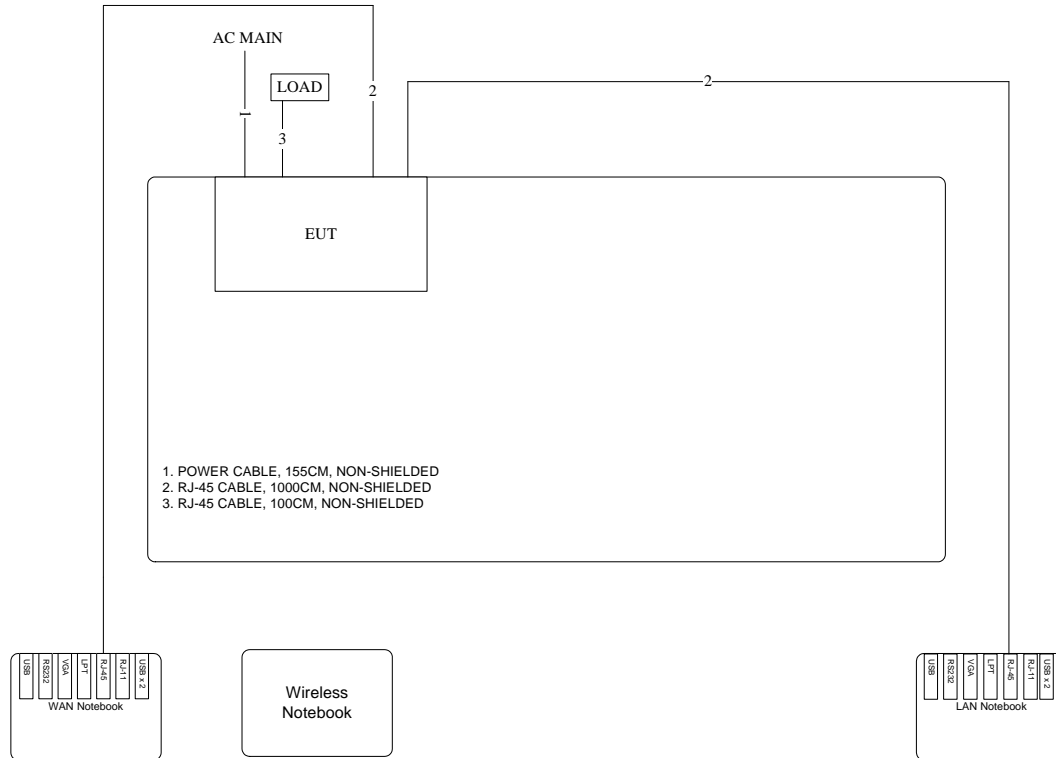 AC MAIN
LOAD
2
2
1
3
EUT
1. POWER CABLE, 155CM, NON-SHIELDED
2. RJ-45 CABLE, 1000CM, NON-SHIELDED
3. RJ-45 CABLE, 100CM, NON-SHIELDED
USB
RS232
VGA
LPT
RJ-45
RJ-11
USB x 2
WAN Notebook
Wireless
Notebook
USB
RS232
VGA
LPT
RJ-45
RJ-11
USB x 2
LAN Notebook